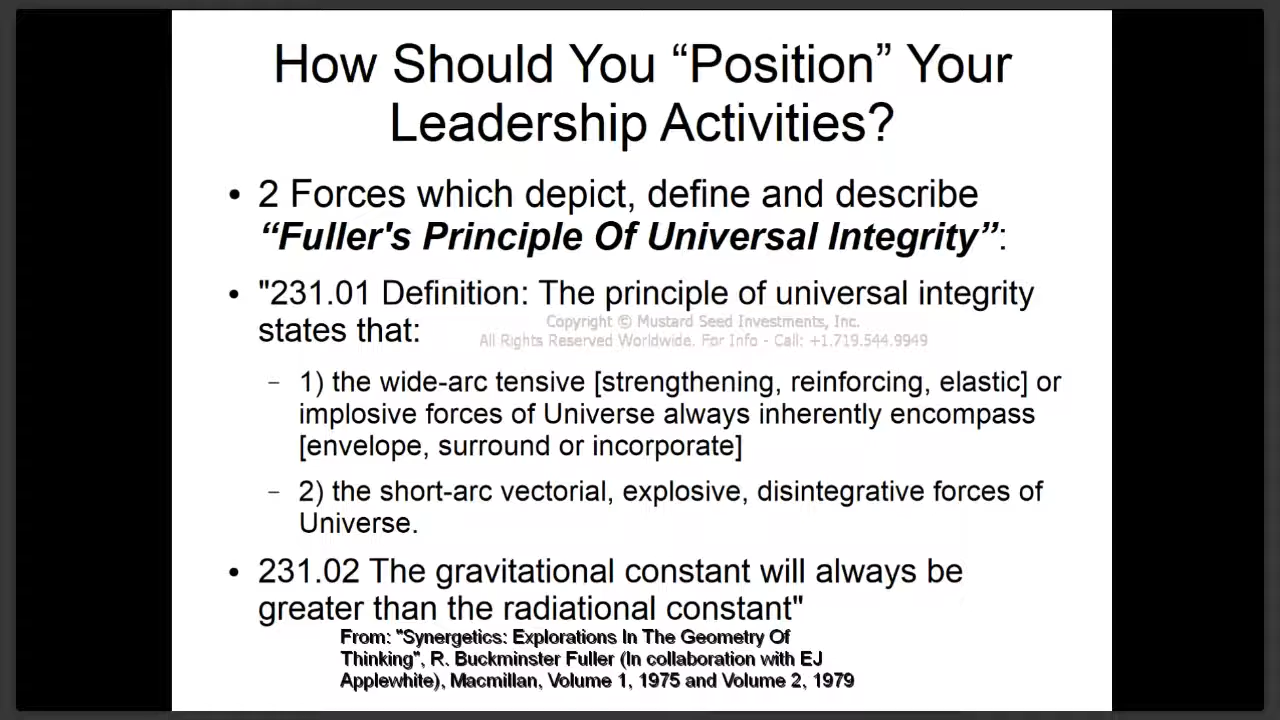 How Should You “Position” Your
Leadership Activities?
• 2 Forces which depict, define and describe
“Fuller's Principle Of Universal Integrity”:
• "231.01 Definition: The principle of universal integrity
states that:
Copyright © Mustard Seed Investments, Inc.
All Rights Reserved Worldwide. For Info - Call: +1.719.544.9949
– 1) the wide-arc tensive [strengthening, reinforcing, elastic] or
implosive forces of Universe always inherently encompass
[envelope, surround or incorporate]
– 2) the short-arc vectorial, explosive, disintegrative forces of
Universe.
• 231.02 The gravitational constant will always be
greater than the radiational constant"
From: "Synergetics: Explorations In The Geometry Of
Thinking", R. Buckminster Fuller (In collaboration with EJ
Applewhite), Macmillan, Volume 1, 1975 and Volume 2, 1979